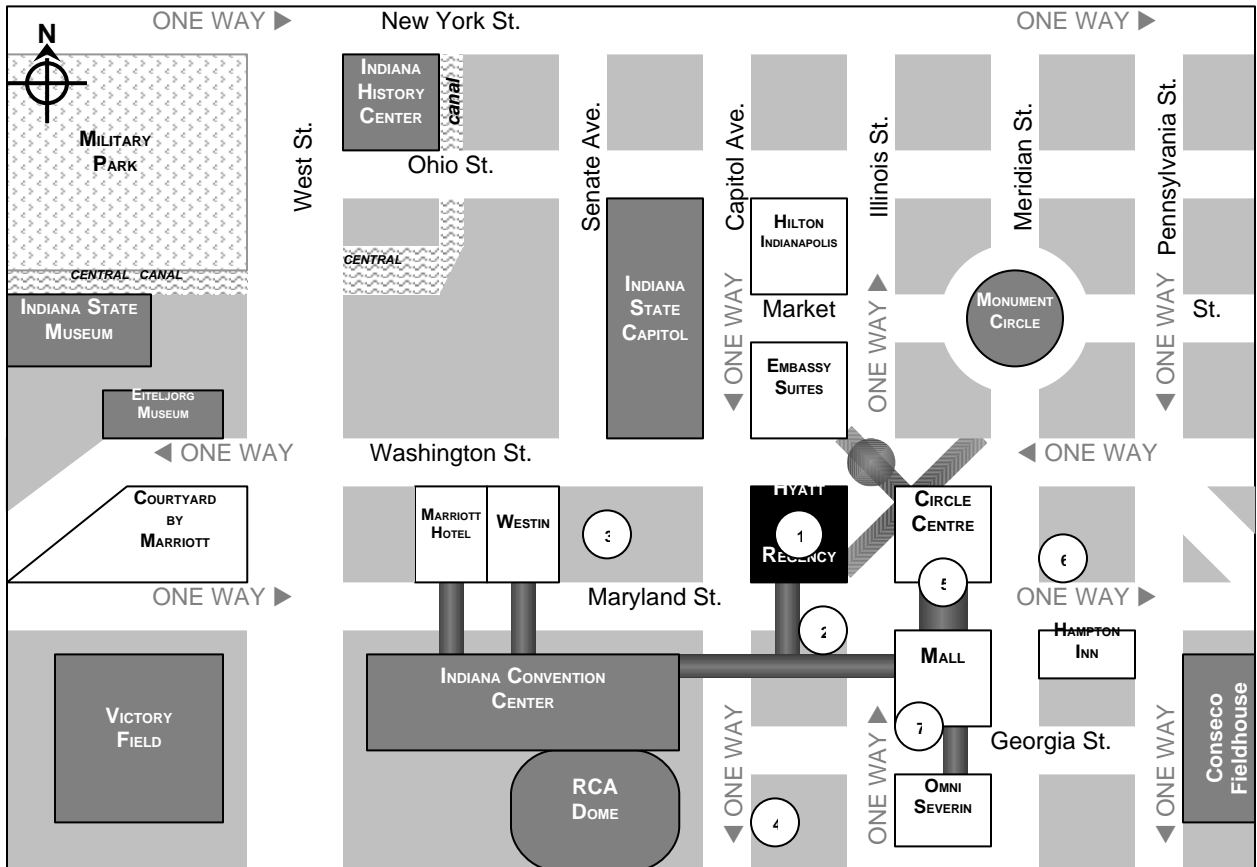 ONE WAY ►
New York St.
ONE WAY ►
N
MILITARY
PARK
West St.
INDIANA
HISTORY
CENTER
canal
Ohio St.
Senate Ave.
Capitol Ave.
Illinois St.
Meridian St.
Pennsylvania St.
CENTRAL CANAL
CENTRAL
INDIANA STATE
MUSEUM
EITELJORG
MUSEUM
INDIANA
STATE
CAPITOL
HILTON
INDIANAPOLIS
Market
St.
MONUMENT
CIRCLE
EMBASSY
SUITES
◄ ONE WAY
ONE WAY ►
◄ ONE WAY
◄ ONE WAY
Washington St.
◄ ONE WAY
COURTYARD
BY
MARRIOTT
MARRIOTT
HOTEL
WESTIN
3
HYATT
1
REGENCY
CIRCLE
CENTRE
5
6
ONE WAY ►
Maryland St.
ONE WAY ►
2
MALL
HAMPTON
INN
VICTORY
FIELD
INDIANA CONVENTION
CENTER
7
Georgia St.
RCA
DOME
4
OMNI
SEVERIN
◄ ONE WAY
ONE WAY ►
◄ ONE WAY
Conseco
Fieldhouse